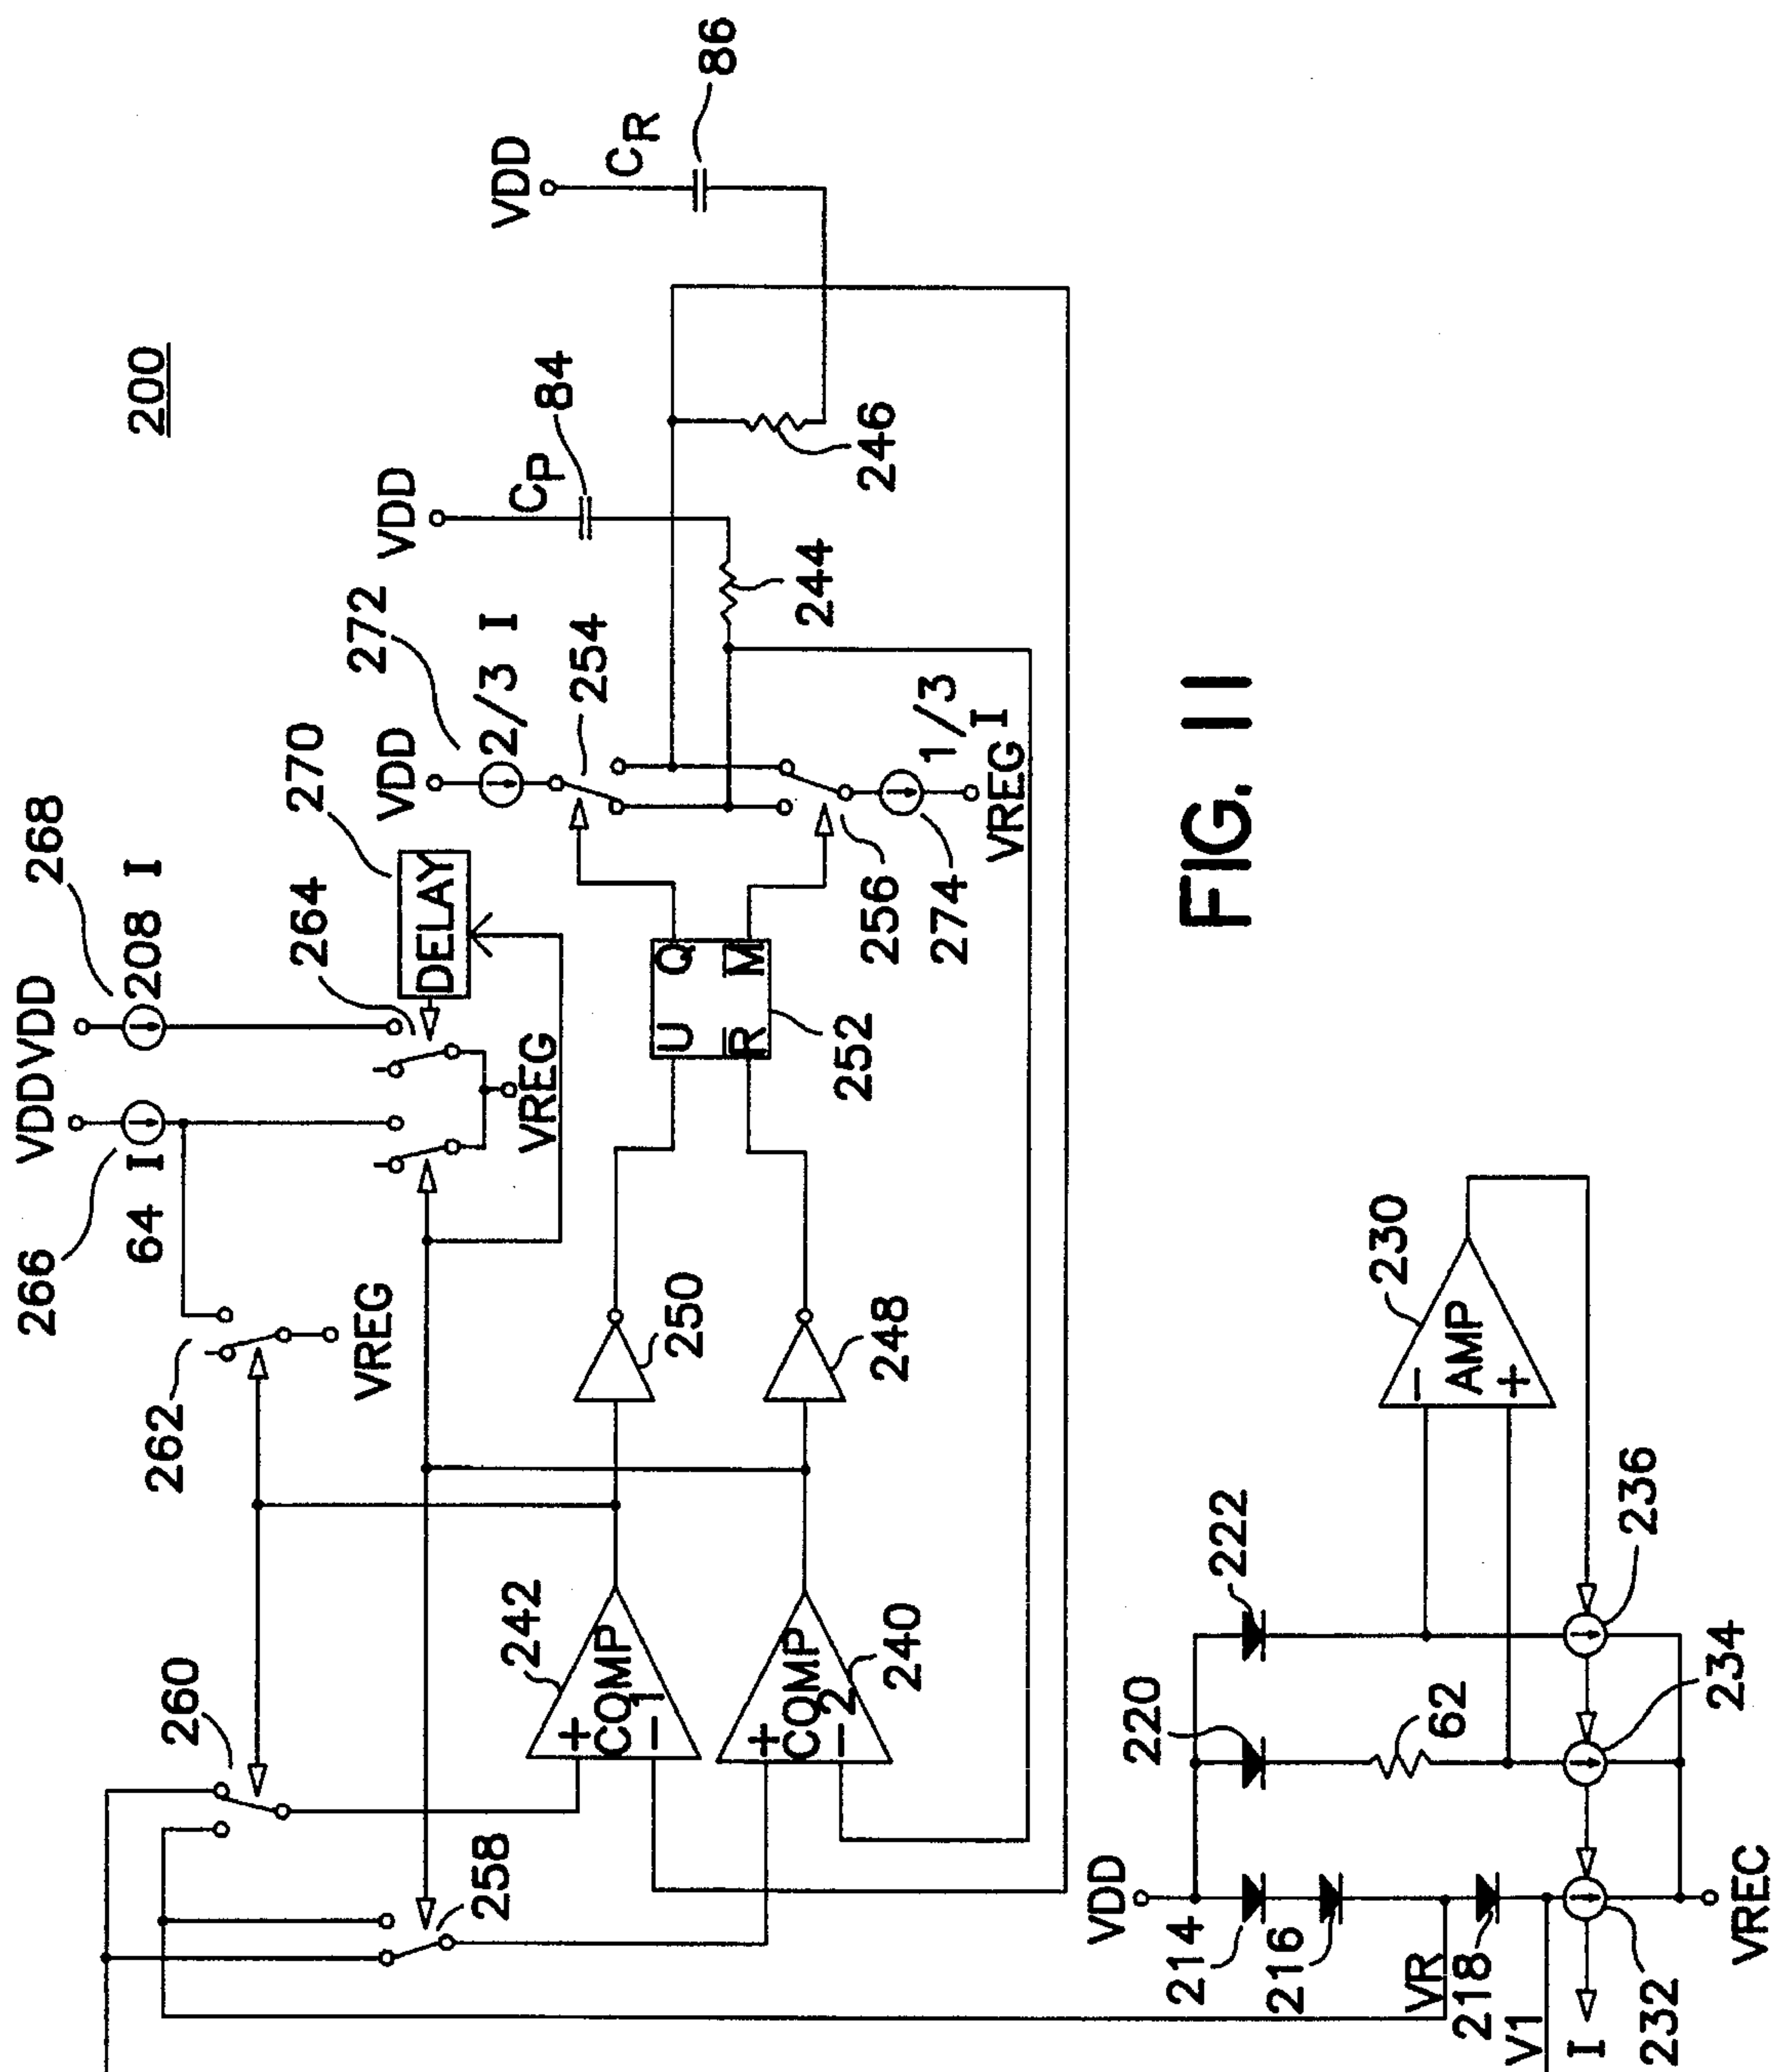 200
VDD VDD VDD VDD VDD
266
64 I
268
208 I
270
DELAY
264
262
VREG
VREG
272
2/3 I
254
CP
84
CR
86
244
246
260
258
242
+
COMP
1
−
+
COMP
2
−
240
250
248
U Q
R M
252
256
274
1/3
I
VREG
VDD
214
216
VR
218
V1
I
232
220
62
222
−
AMP
+
230
236
234
VREC
FIG. 11